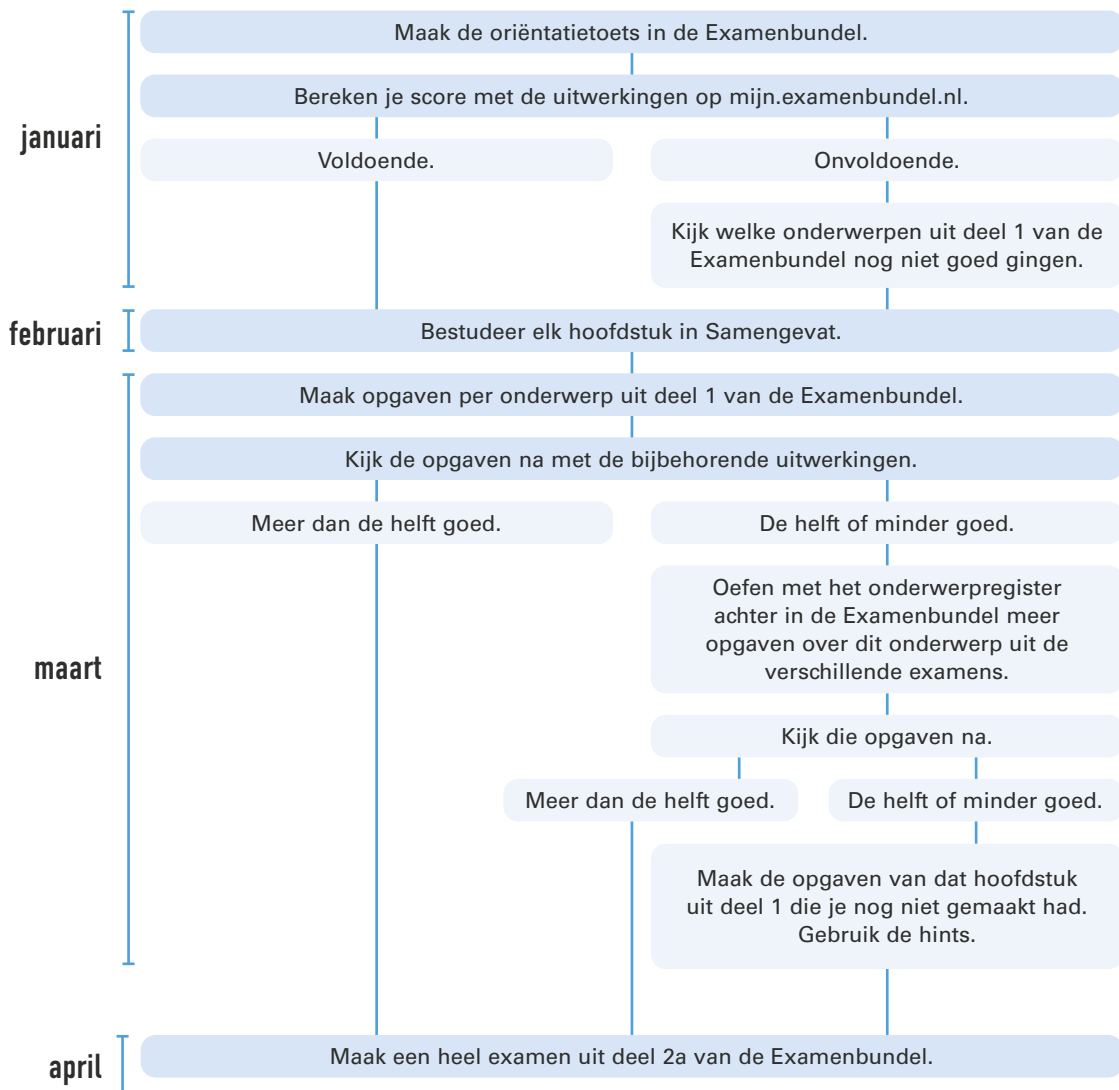 januari
Maak de oriëntatietoets in de Examenbundel.
Bereken je score met de uitwerkingen op mijn.examenbundel.nl.
Voldoende.
Onvoldoende.
Kijk welke onderwerpen uit deel 1 van de
Examenbundel nog niet goed gingen.
februari
Bestudeer elk hoofdstuk in Samengevat.
maart
Maak opgaven per onderwerp uit deel 1 van de Examenbundel.
Kijk de opgaven na met de bijbehorende uitwerkingen.
Meer dan de helft goed.
De helft of minder goed.
Oefen met het onderwerpregister
achter in de Examenbundel meer
opgaven over dit onderwerp uit de
verschillende examens.
Kijk die opgaven na.
Meer dan de helft goed.
De helft of minder goed.
Maak de opgaven van dat hoofdstuk
uit deel 1 die je nog niet gemaakt had.
Gebruik de hints.
april
Maak een heel examen uit deel 2a van de Examenbundel.